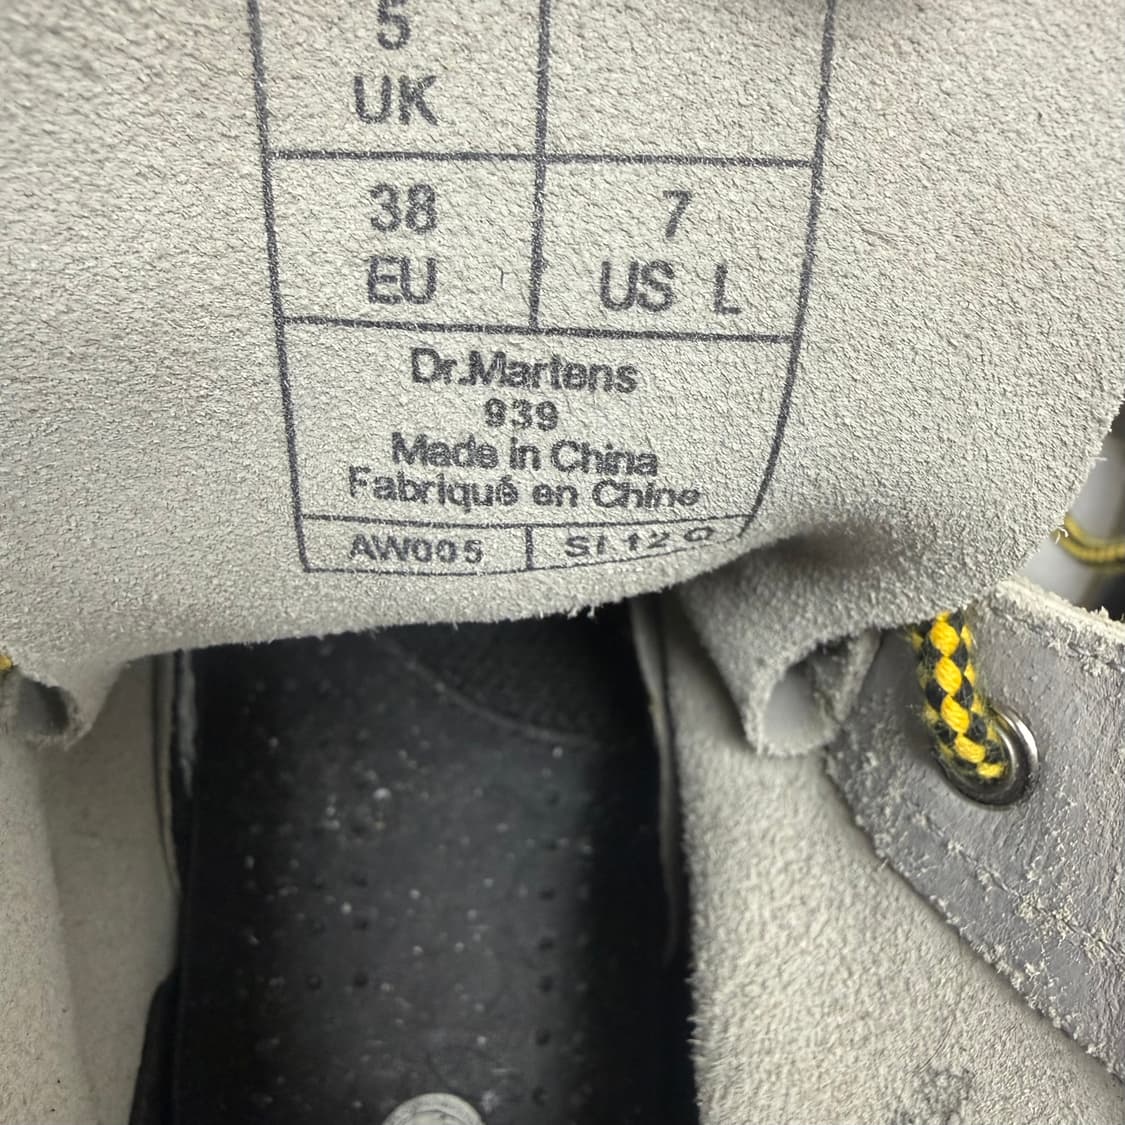 5
UK
38
EU
7
US L
Dr.Martens
939
Made in China
Fabriqué en Chine
AW005